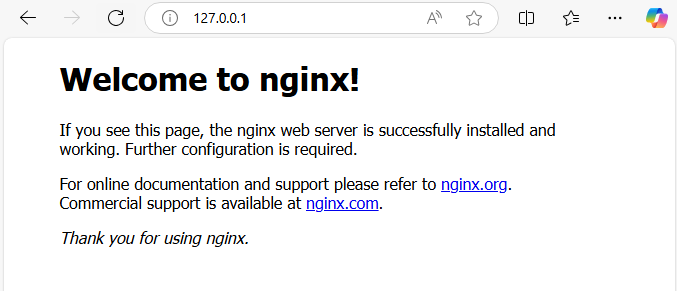 127.0.0.1
Welcome to nginx!
If you see this page, the nginx web server is successfully installed and
working. Further configuration is required.
For online documentation and support please refer to nginx.org.
Commercial support is available at nginx.com.
Thank you for using nginx.